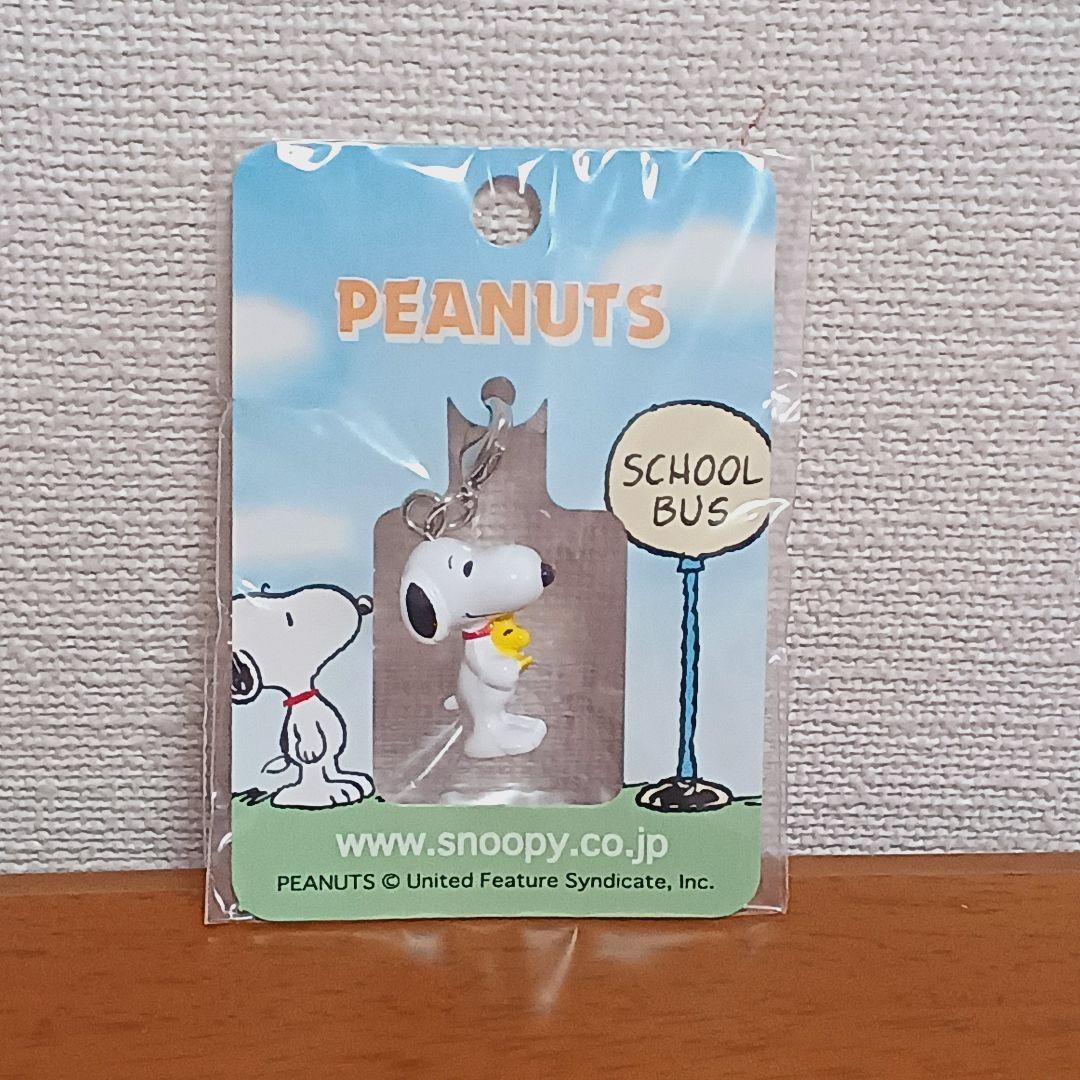 PEANUTS
SCHOOL
BUS
www.snoopy.co.jp
PEANUTS © United Feature Syndicate, Inc.